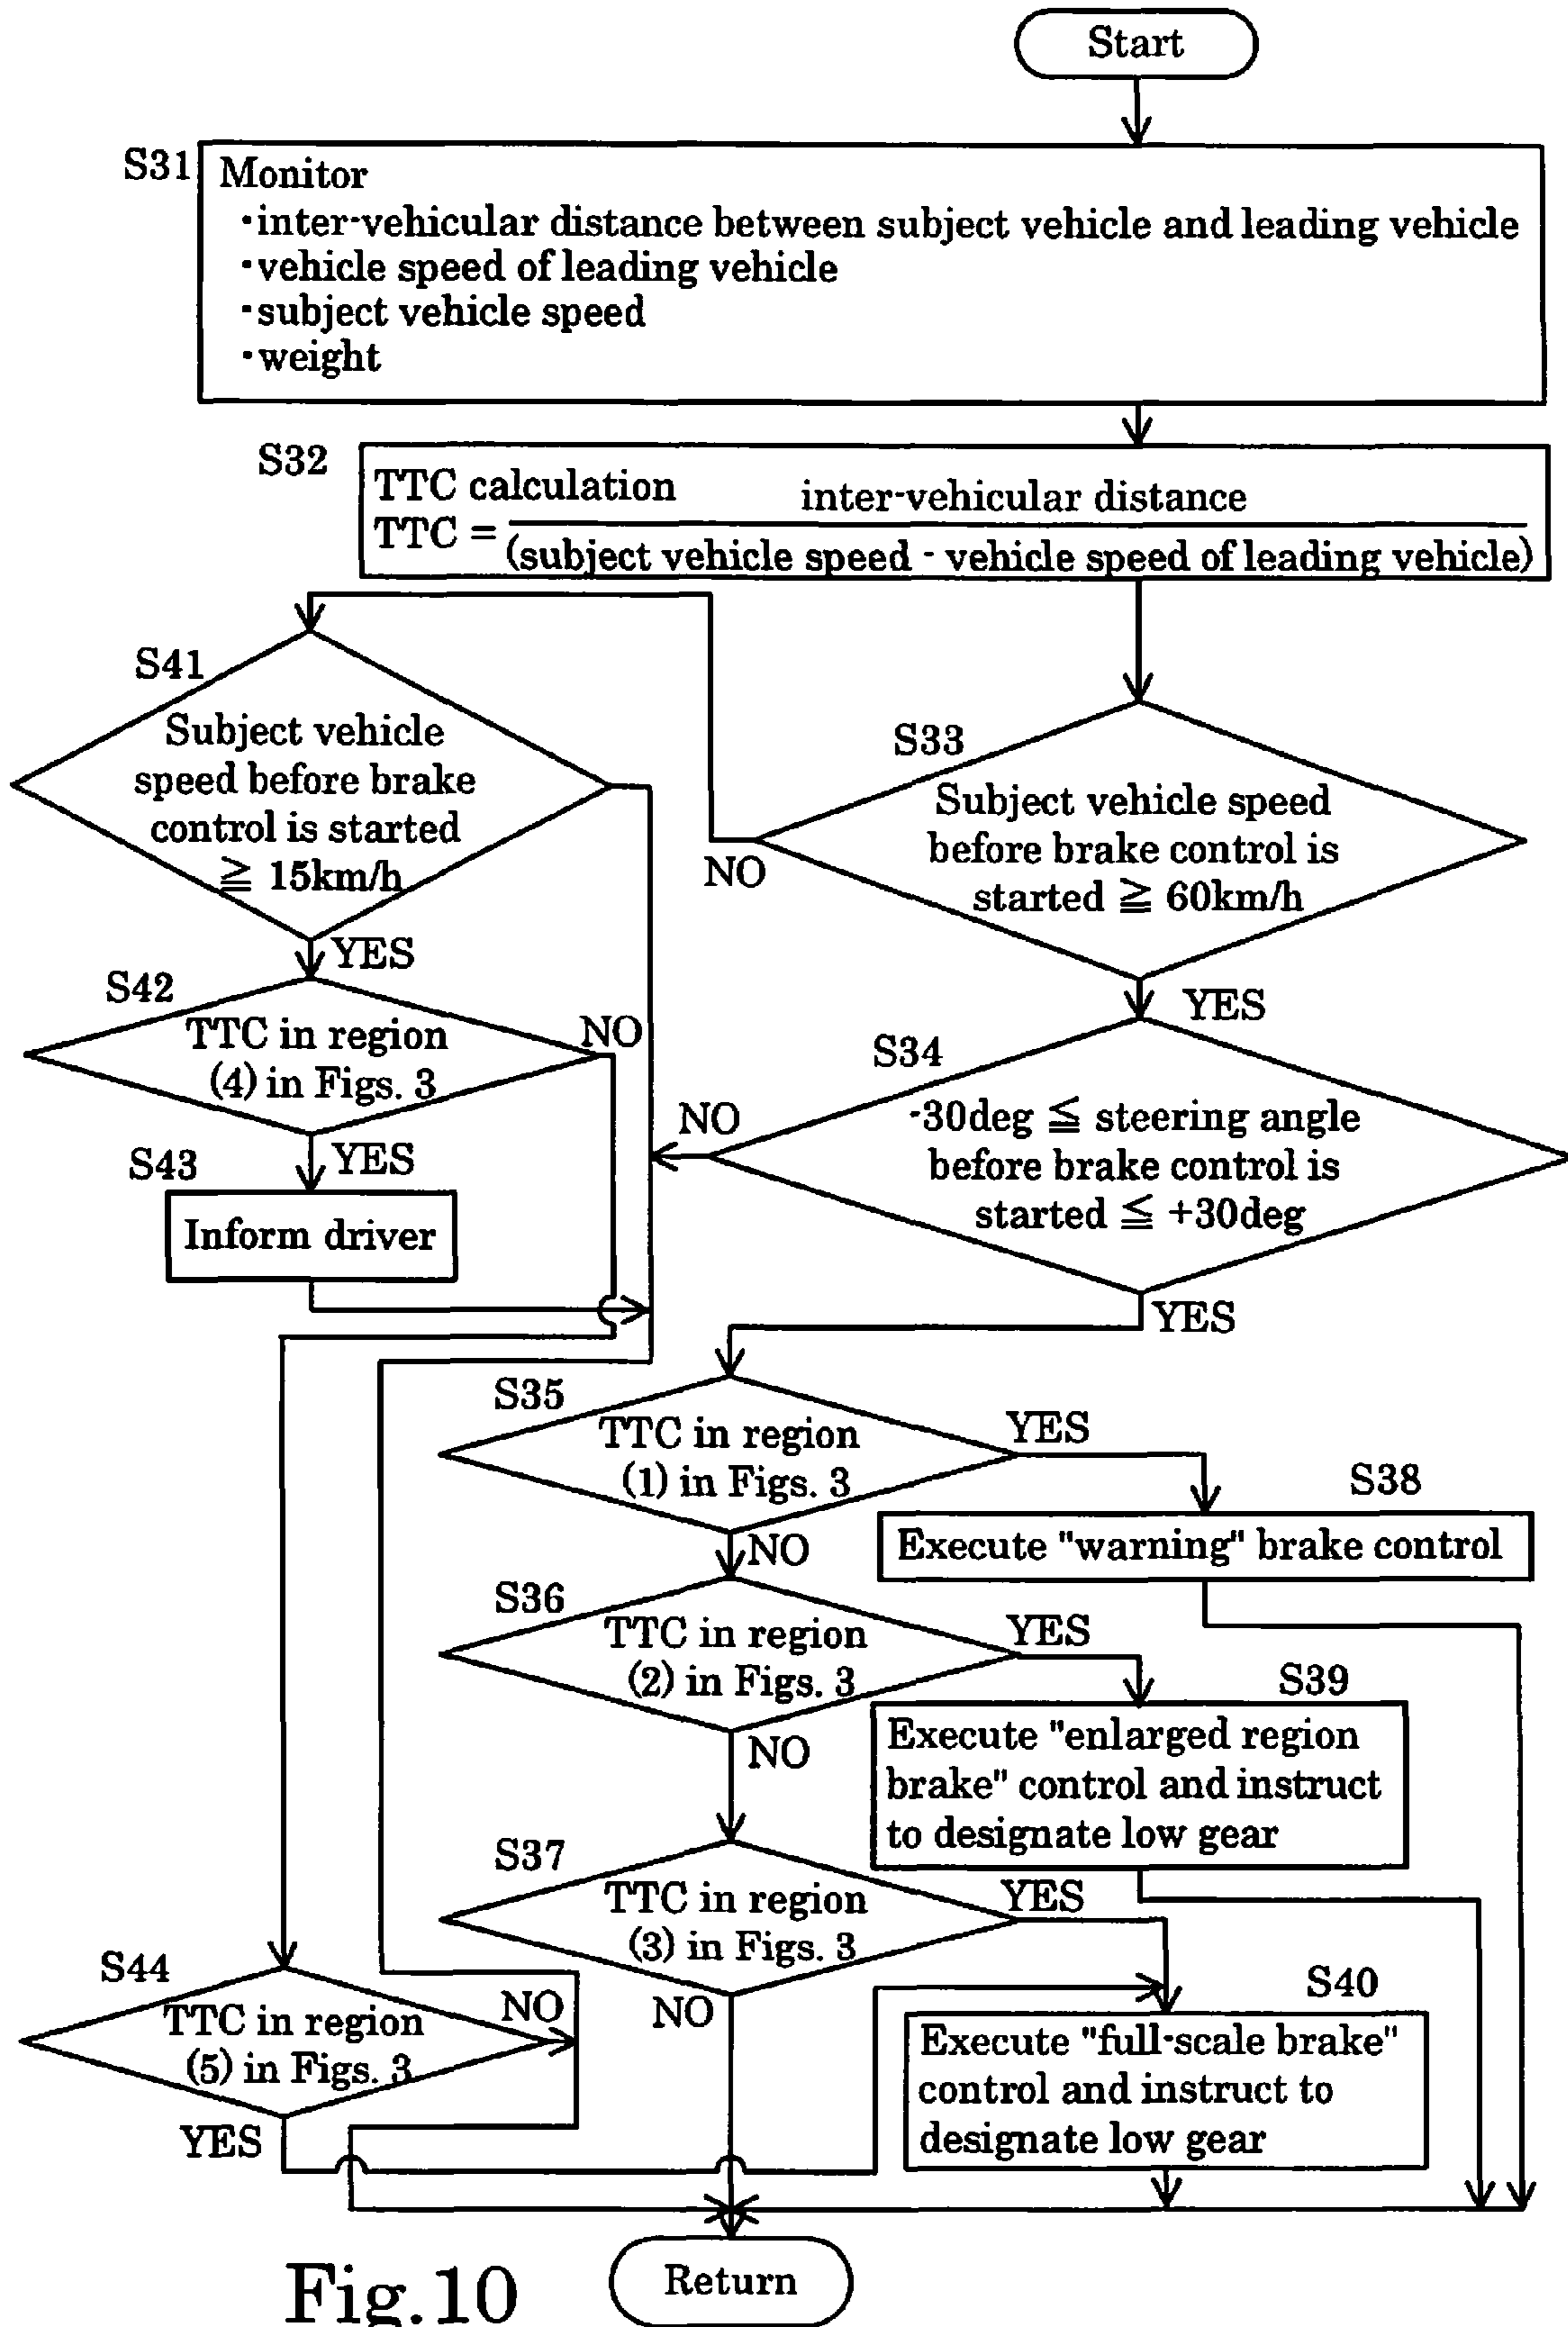 Start
S31
Monitor
·inter-vehicular distance between subject vehicle and leading vehicle
·vehicle speed of leading vehicle
·subject vehicle speed
·weight
S32
TTC calculation
inter-vehicular distance
TTC =
(subject vehicle speed - vehicle speed of leading vehicle)
S41
Subject vehicle
speed before brake
control is started
≧ 15km/h
S33
Subject vehicle speed
before brake control is
started ≧ 60km/h
NO
YES
YES
S42
TTC in region
(4) in Figs. 3
NO
S34
-30deg ≦ steering angle
before brake control is
started ≦ +30deg
NO
YES
S43
Inform driver
YES
S35
TTC in region
(1) in Figs. 3
YES
S38
Execute "warning" brake control
NO
S36
TTC in region
(2) in Figs. 3
YES
S39
Execute "enlarged region
brake" control and instruct
to designate low gear
NO
S37
TTC in region
(3) in Figs. 3
YES
S44
TTC in region
(5) in Figs. 3
NO
NO
S40
Execute "full-scale brake"
control and instruct to
designate low gear
YES
Return
Fig.10